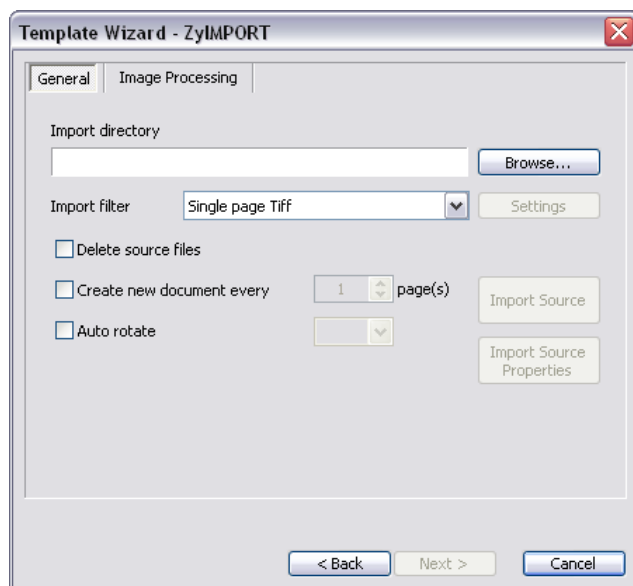 Template Wizard - ZyIMPORT
General Image Processing
Import directory
Browse...
Import filter Single page Tiff Settings
Delete source files
Create new document every 1 page(s)
Import Source
Auto rotate
Import Source
Properties
< Back Next > Cancel